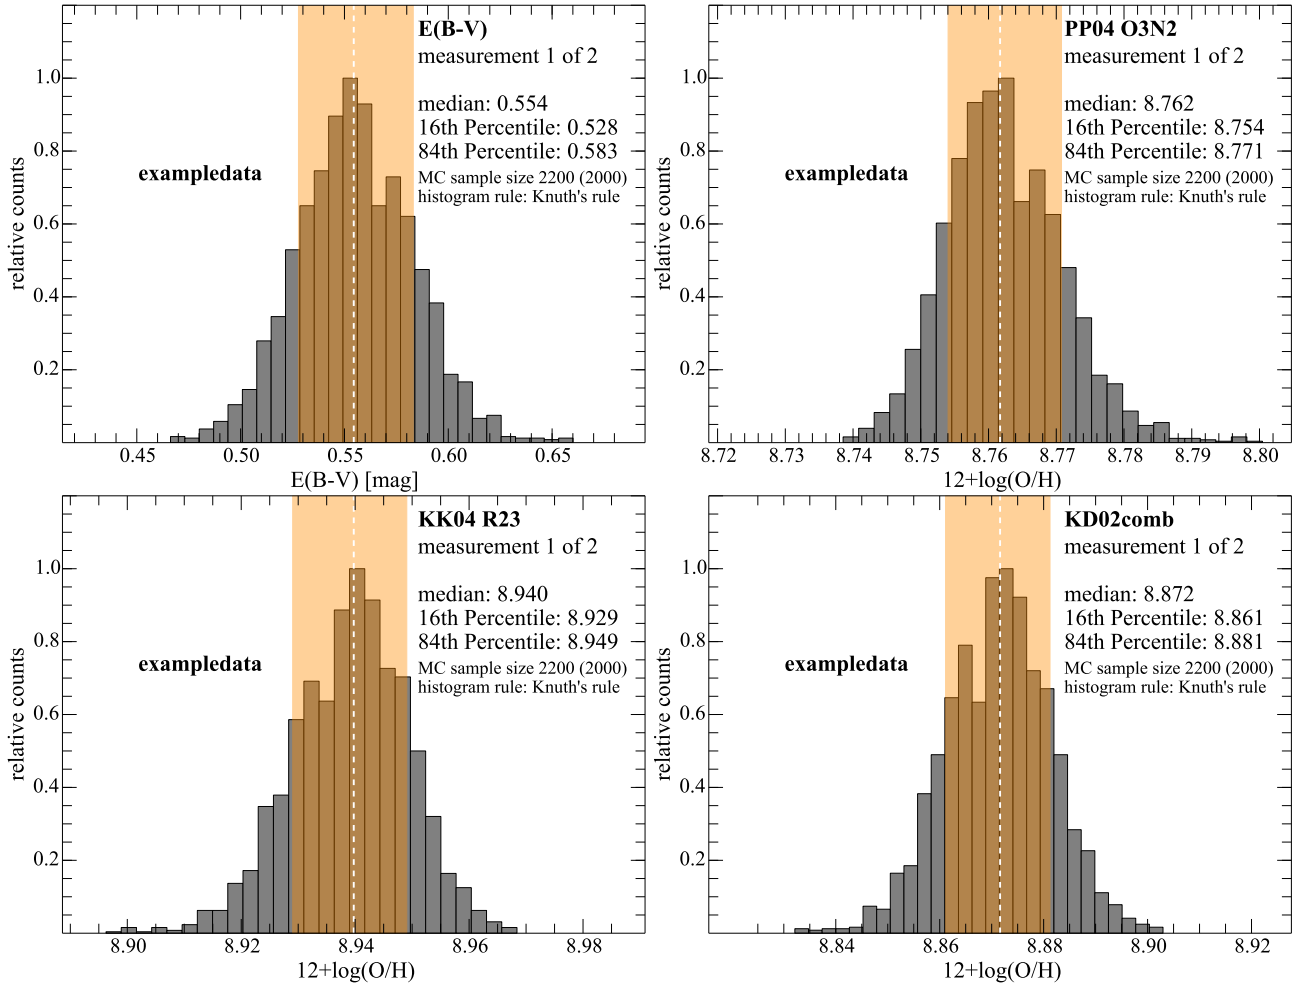 E(B-V)
measurement 1 of 2
median: 0.554
16th Percentile: 0.528
84th Percentile: 0.583
MC sample size 2200 (2000)
histogram rule: Knuth's rule
exampledata
relative counts
1.0
0.8
0.6
0.4
0.2
0.45 0.50 0.55 0.60 0.65
E(B-V) [mag]
PP04 O3N2
measurement 1 of 2
median: 8.762
16th Percentile: 8.754
84th Percentile: 8.771
MC sample size 2200 (2000)
histogram rule: Knuth's rule
exampledata
relative counts
1.0
0.8
0.6
0.4
0.2
8.72 8.73 8.74 8.75 8.76 8.77 8.78 8.79 8.80
12+log(O/H)
KK04 R23
measurement 1 of 2
median: 8.940
16th Percentile: 8.929
84th Percentile: 8.949
MC sample size 2200 (2000)
histogram rule: Knuth's rule
exampledata
relative counts
1.0
0.8
0.6
0.4
0.2
8.90 8.92 8.94 8.96 8.98
12+log(O/H)
KD02comb
measurement 1 of 2
median: 8.872
16th Percentile: 8.861
84th Percentile: 8.881
MC sample size 2200 (2000)
histogram rule: Knuth's rule
exampledata
relative counts
1.0
0.8
0.6
0.4
0.2
8.84 8.86 8.88 8.90 8.92
12+log(O/H)